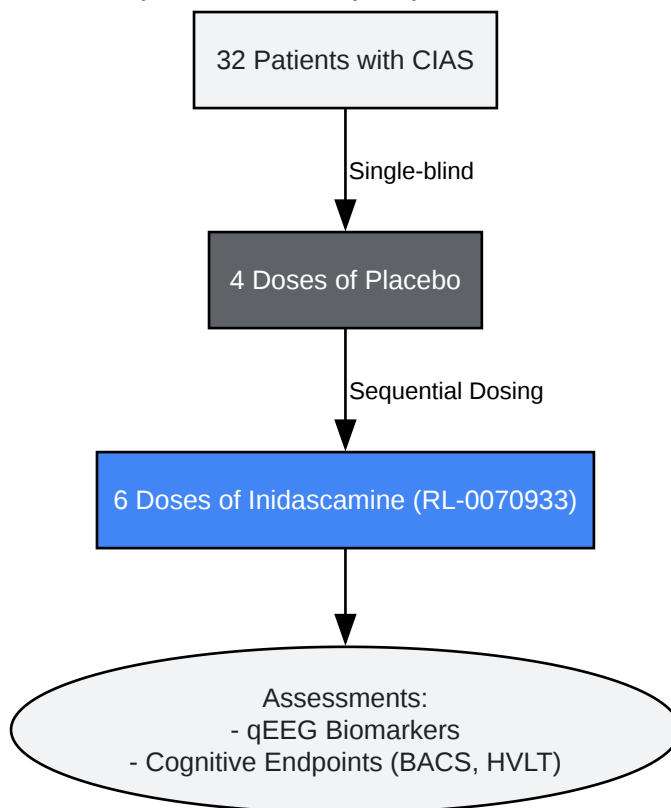 32 Patients with CIAS
Single-blind
4 Doses of Placebo
Sequential Dosing
6 Doses of Inidascamine (RL-0070933)
Assessments:
- qEEG Biomarkers
- Cognitive Endpoints (BACS, HVLT)